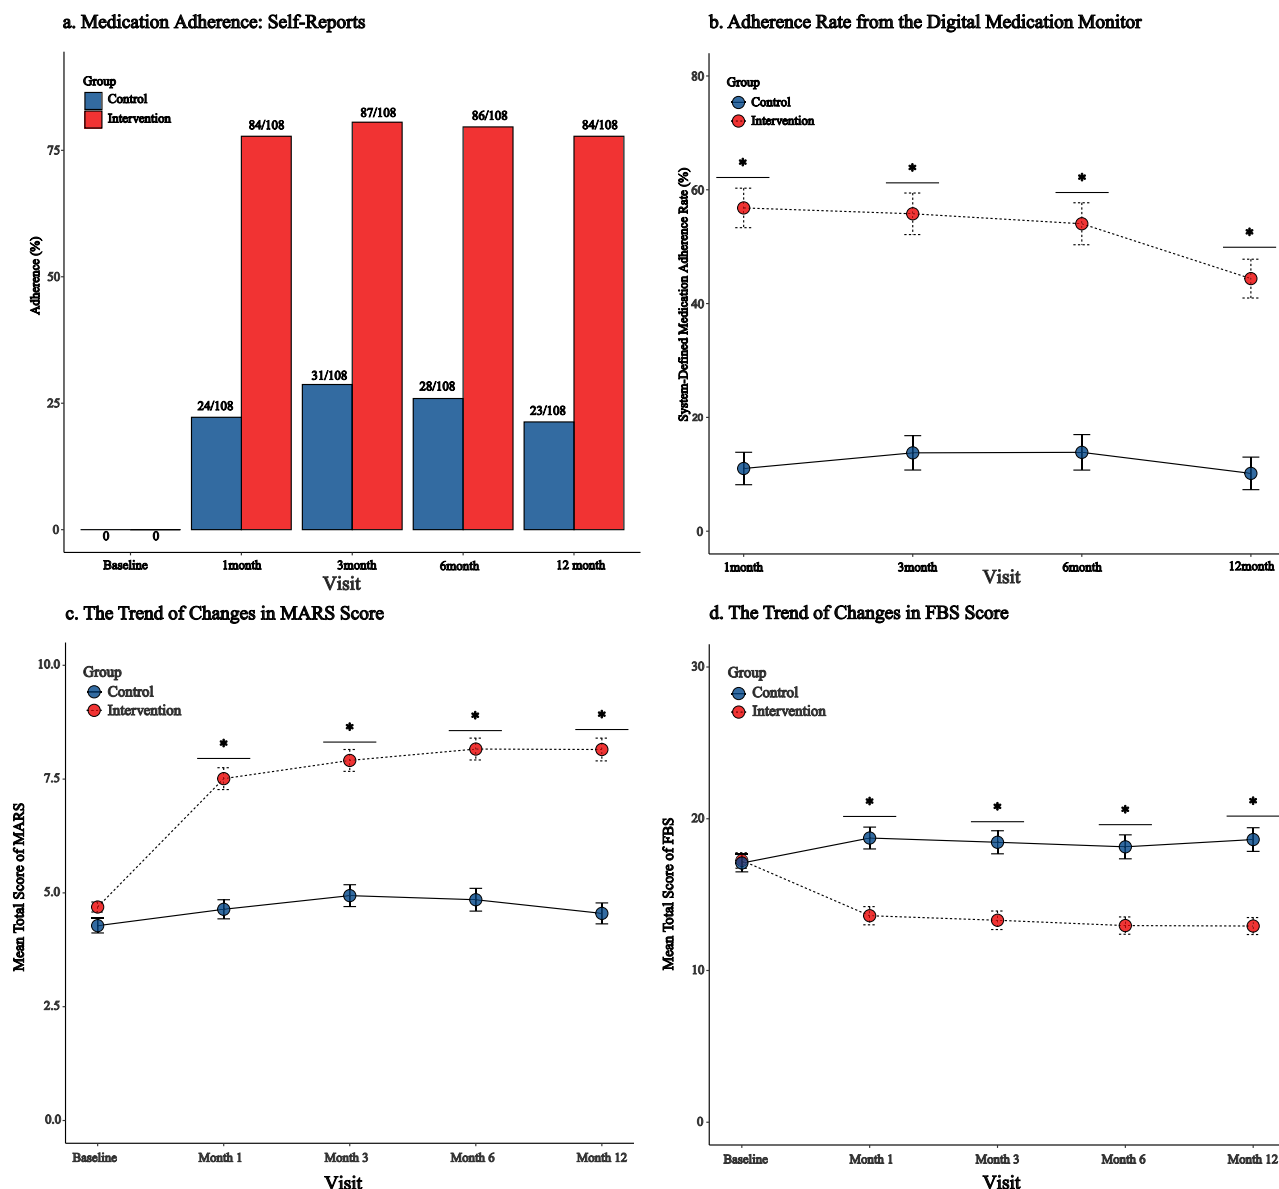 a. Medication Adherence: Self-Reports
Group
Control
Intervention
84/108
87/108
86/108
84/108
75
50
25
0
Adherence (%)
24/108
31/108
28/108
23/108
0
0
Baseline
1month
3month
6month
12 month
Visit
b. Adherence Rate from the Digital Medication Monitor
Group
Control
Intervention
80
60
40
20
0
System-Defined Medication Adherence Rate (%)
*
*
*
*
1month
3month
6month
12month
Visit
c. The Trend of Changes in MARS Score
Group
Control
Intervention
10.0
7.5
5.0
2.5
0.0
Mean Total Score of MARS
*
*
*
*
Baseline
Month 1
Month 3
Month 6
Month 12
Visit
d. The Trend of Changes in FBS Score
Group
Control
Intervention
30
20
10
0
Mean Total Score of FBS
*
*
*
*
Baseline
Month 1
Month 3
Month 6
Month 12
Visit